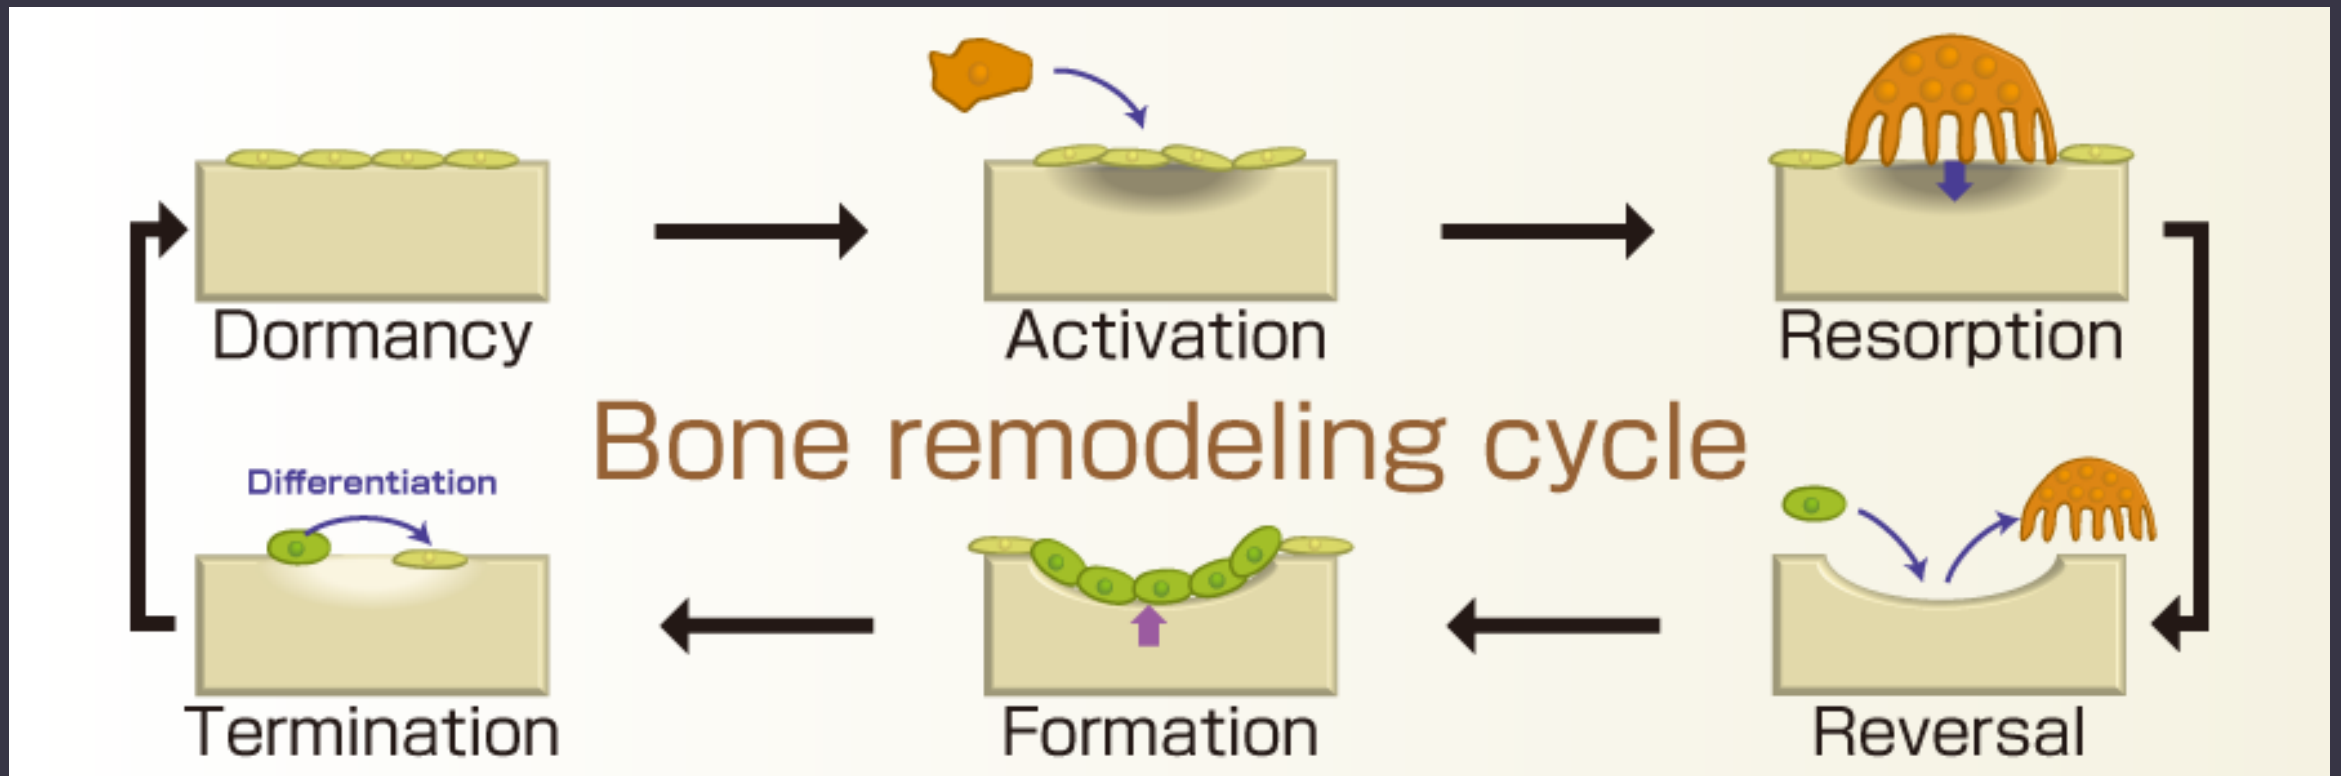 Dormancy
Activation
Resorption
Bone remodeling cycle
Differentiation
Termination
Formation
Reversal